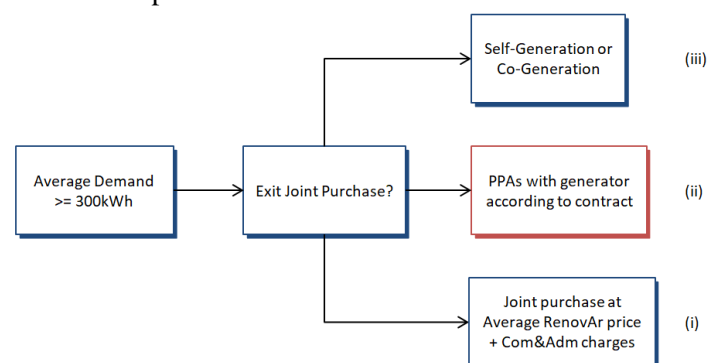 Self-Generation or
Co-Generation
(iii)
Average Demand
>= 300kWh
Exit Joint Purchase?
PPAs with generator
according to contract
(ii)
Joint purchase at
Average RenovAr price
+ Com&Adm charges
(i)